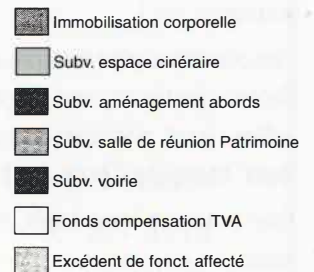 Immobilisation corporelle
Subv. espace cinéraire
Subv. aménagement abords
Subv. salle de réunion Patrimoine
Subv. voirie
Fonds compensation TVA
Excédent de fonct. affecté